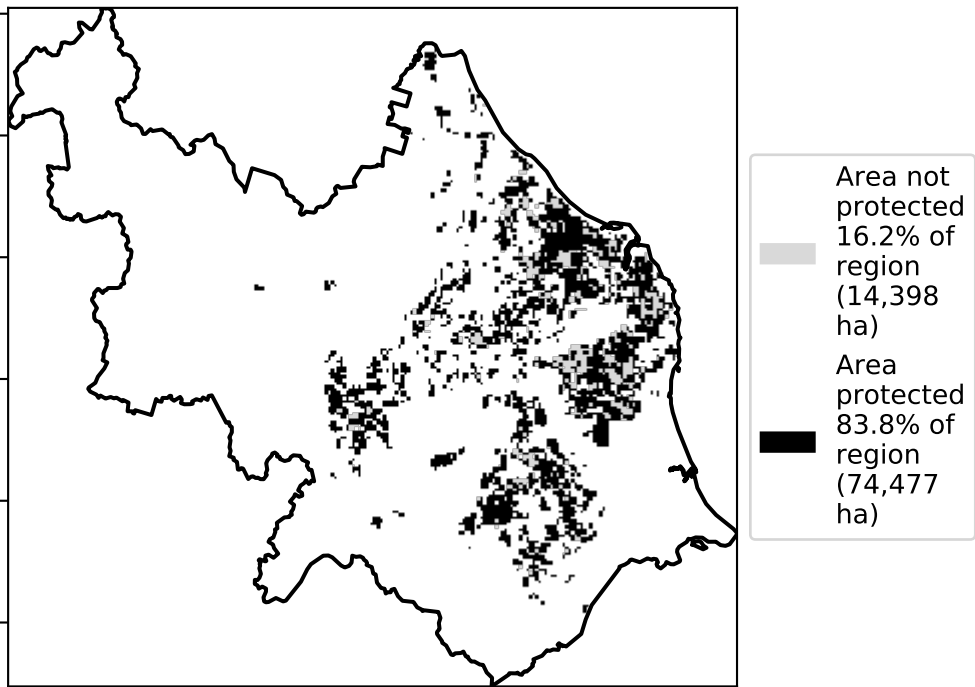 Area not
protected
16.2% of
region
(14,398
ha)
Area
protected
83.8% of
region
(74,477
ha)